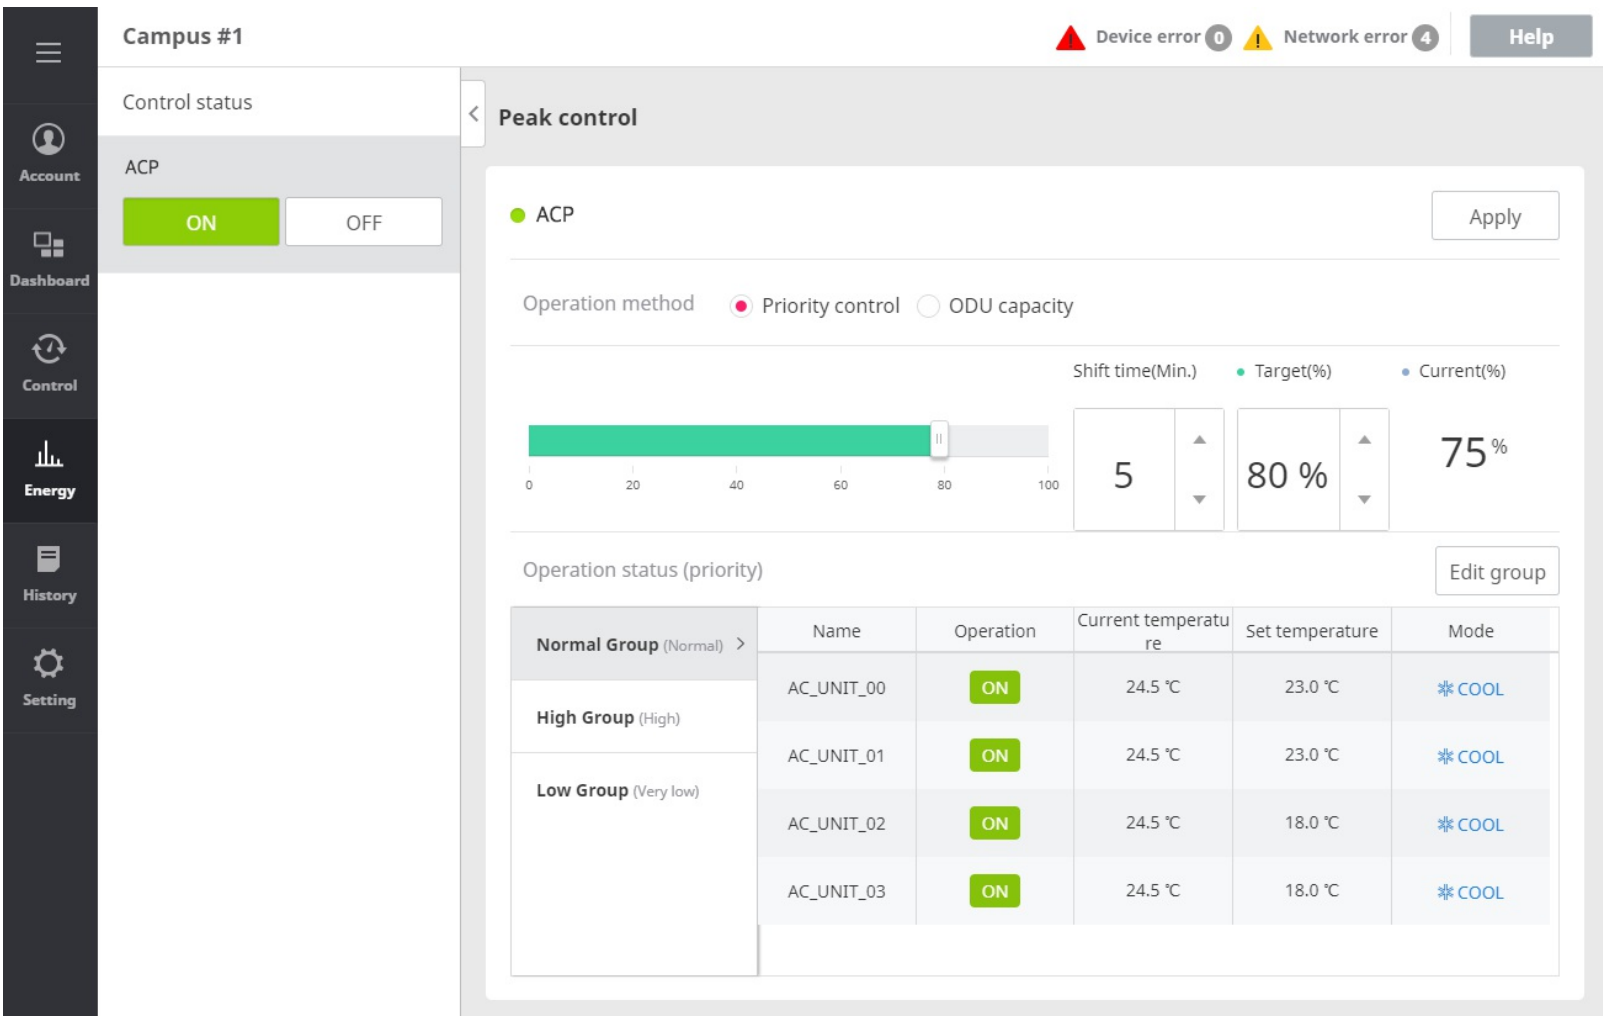 Campus #1
Device error 0
Network error 4
Help
Account
Dashboard
Control
Energy
History
Setting
Control status
ACP
ON
OFF
Peak control
ACP
Apply
Operation method
Priority control
ODU capacity
Shift time(Min.)
Target(%)
Current(%)
0 20 40 60 80 100
5
80 %
75%
Operation status (priority)
Edit group
Normal Group (Normal)
High Group (High)
Low Group (Very low)
Name Operation Current temperatu
re Set temperature Mode
AC_UNIT_00 ON 24.5 ℃ 23.0 ℃ COOL
AC_UNIT_01 ON 24.5 ℃ 23.0 ℃ COOL
AC_UNIT_02 ON 24.5 ℃ 18.0 ℃ COOL
AC_UNIT_03 ON 24.5 ℃ 18.0 ℃ COOL